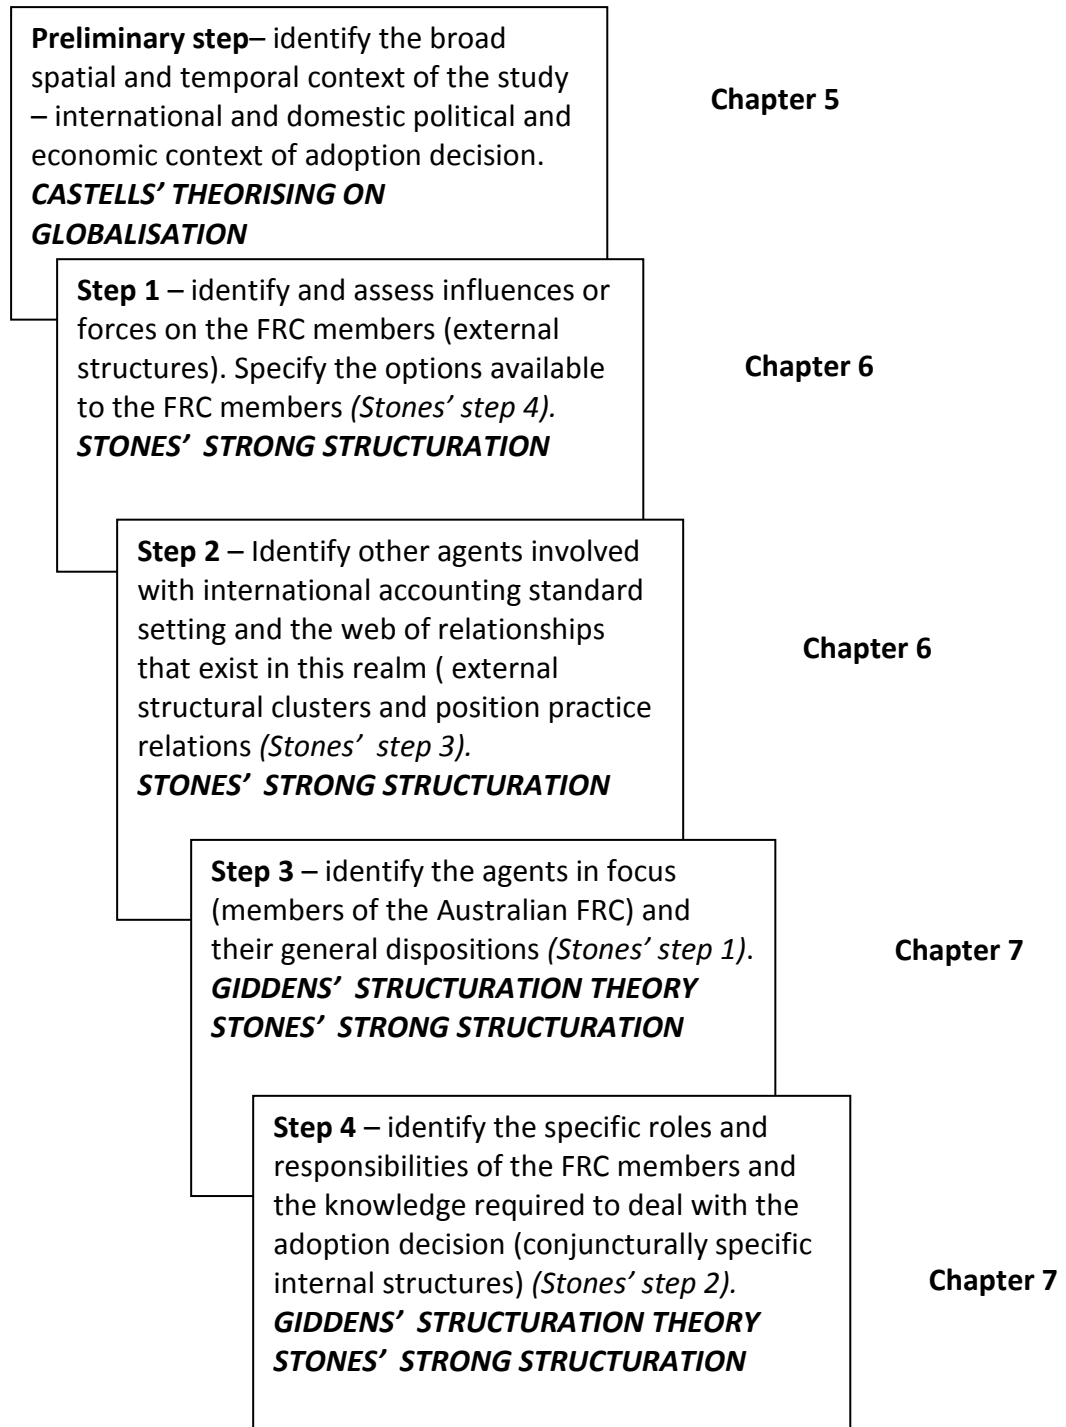 Preliminary step– identify the broad
spatial and temporal context of the study
– international and domestic political and
economic context of adoption decision.
CASTELLS’ THEORISING ON
GLOBALISATION
Chapter 5
Step 1 – identify and assess influences or
forces on the FRC members (external
structures). Specify the options available
to the FRC members (Stones’ step 4).
STONES’ STRONG STRUCTURATION
Chapter 6
Step 2 – Identify other agents involved
with international accounting standard
setting and the web of relationships
that exist in this realm ( external
structural clusters and position practice
relations (Stones’ step 3).
STONES’ STRONG STRUCTURATION
Chapter 6
Step 3 – identify the agents in focus
(members of the Australian FRC) and
their general dispositions (Stones’ step 1).
GIDDENS’ STRUCTURATION THEORY
STONES’ STRONG STRUCTURATION
Chapter 7
Step 4 – identify the specific roles and
responsibilities of the FRC members and
the knowledge required to deal with the
adoption decision (conjuncturally specific
internal structures) (Stones’ step 2).
GIDDENS’ STRUCTURATION THEORY
STONES’ STRONG STRUCTURATION
Chapter 7